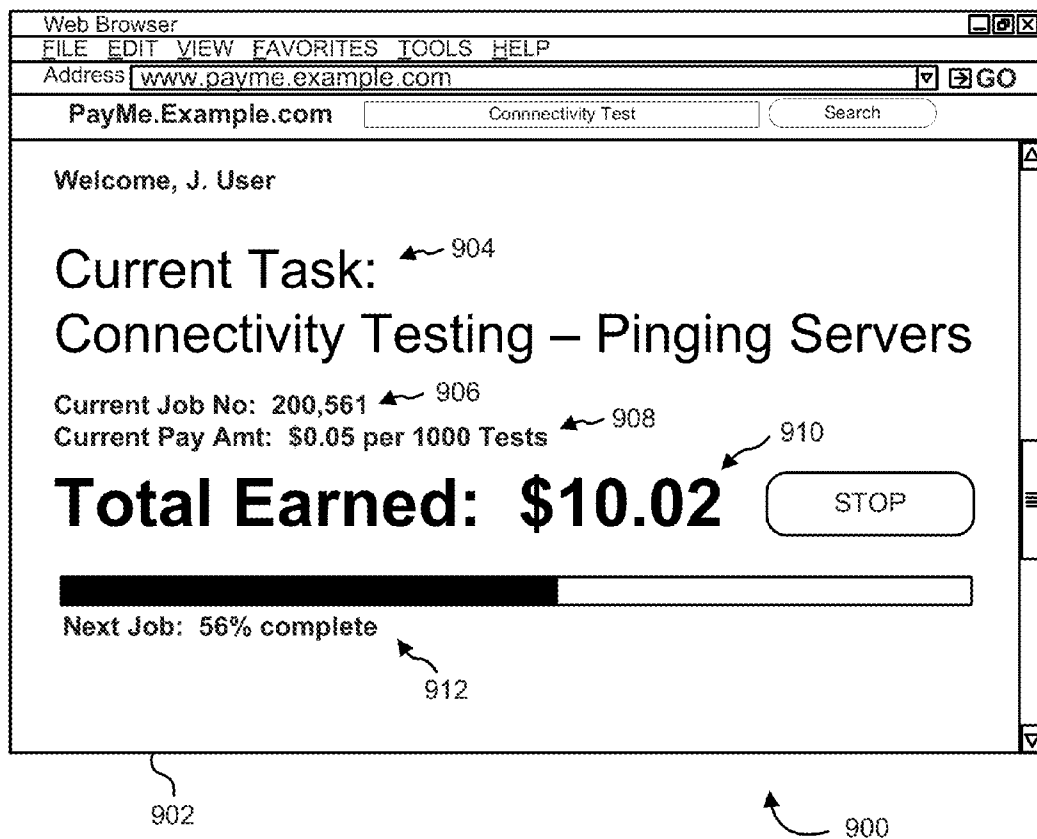 Web Browser
FILE EDIT VIEW FAVORITES TOOLS HELP
Address www.payme.example.com GO
PayMe.Example.com Connnectivity Test Search
Welcome, J. User
Current Task: 904
Connectivity Testing – Pinging Servers
Current Job No: 200,561 906
Current Pay Amt: $0.05 per 1000 Tests 908
910
Total Earned: $10.02 STOP
Next Job: 56% complete
912
902
900